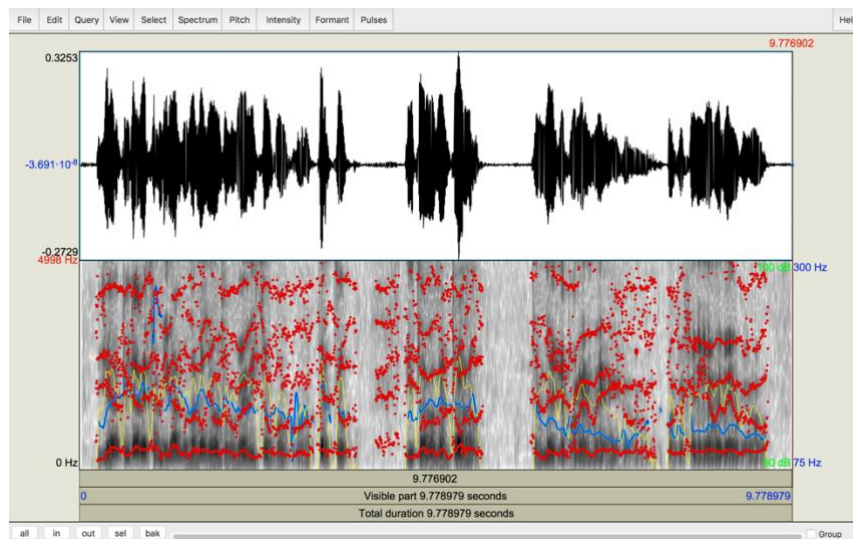 File Edit Query View Select Spectrum Pitch Intensity Formant Pulses Hel
9.776902
0.3253
-3.691·10⁻⁸
-0.2729
4998 Hz 100 dB 300 Hz
0 Hz 50 dB 75 Hz
9.776902
0 Visible part 9.778979 seconds 9.778979
Total duration 9.778979 seconds
all in out sel bak Group